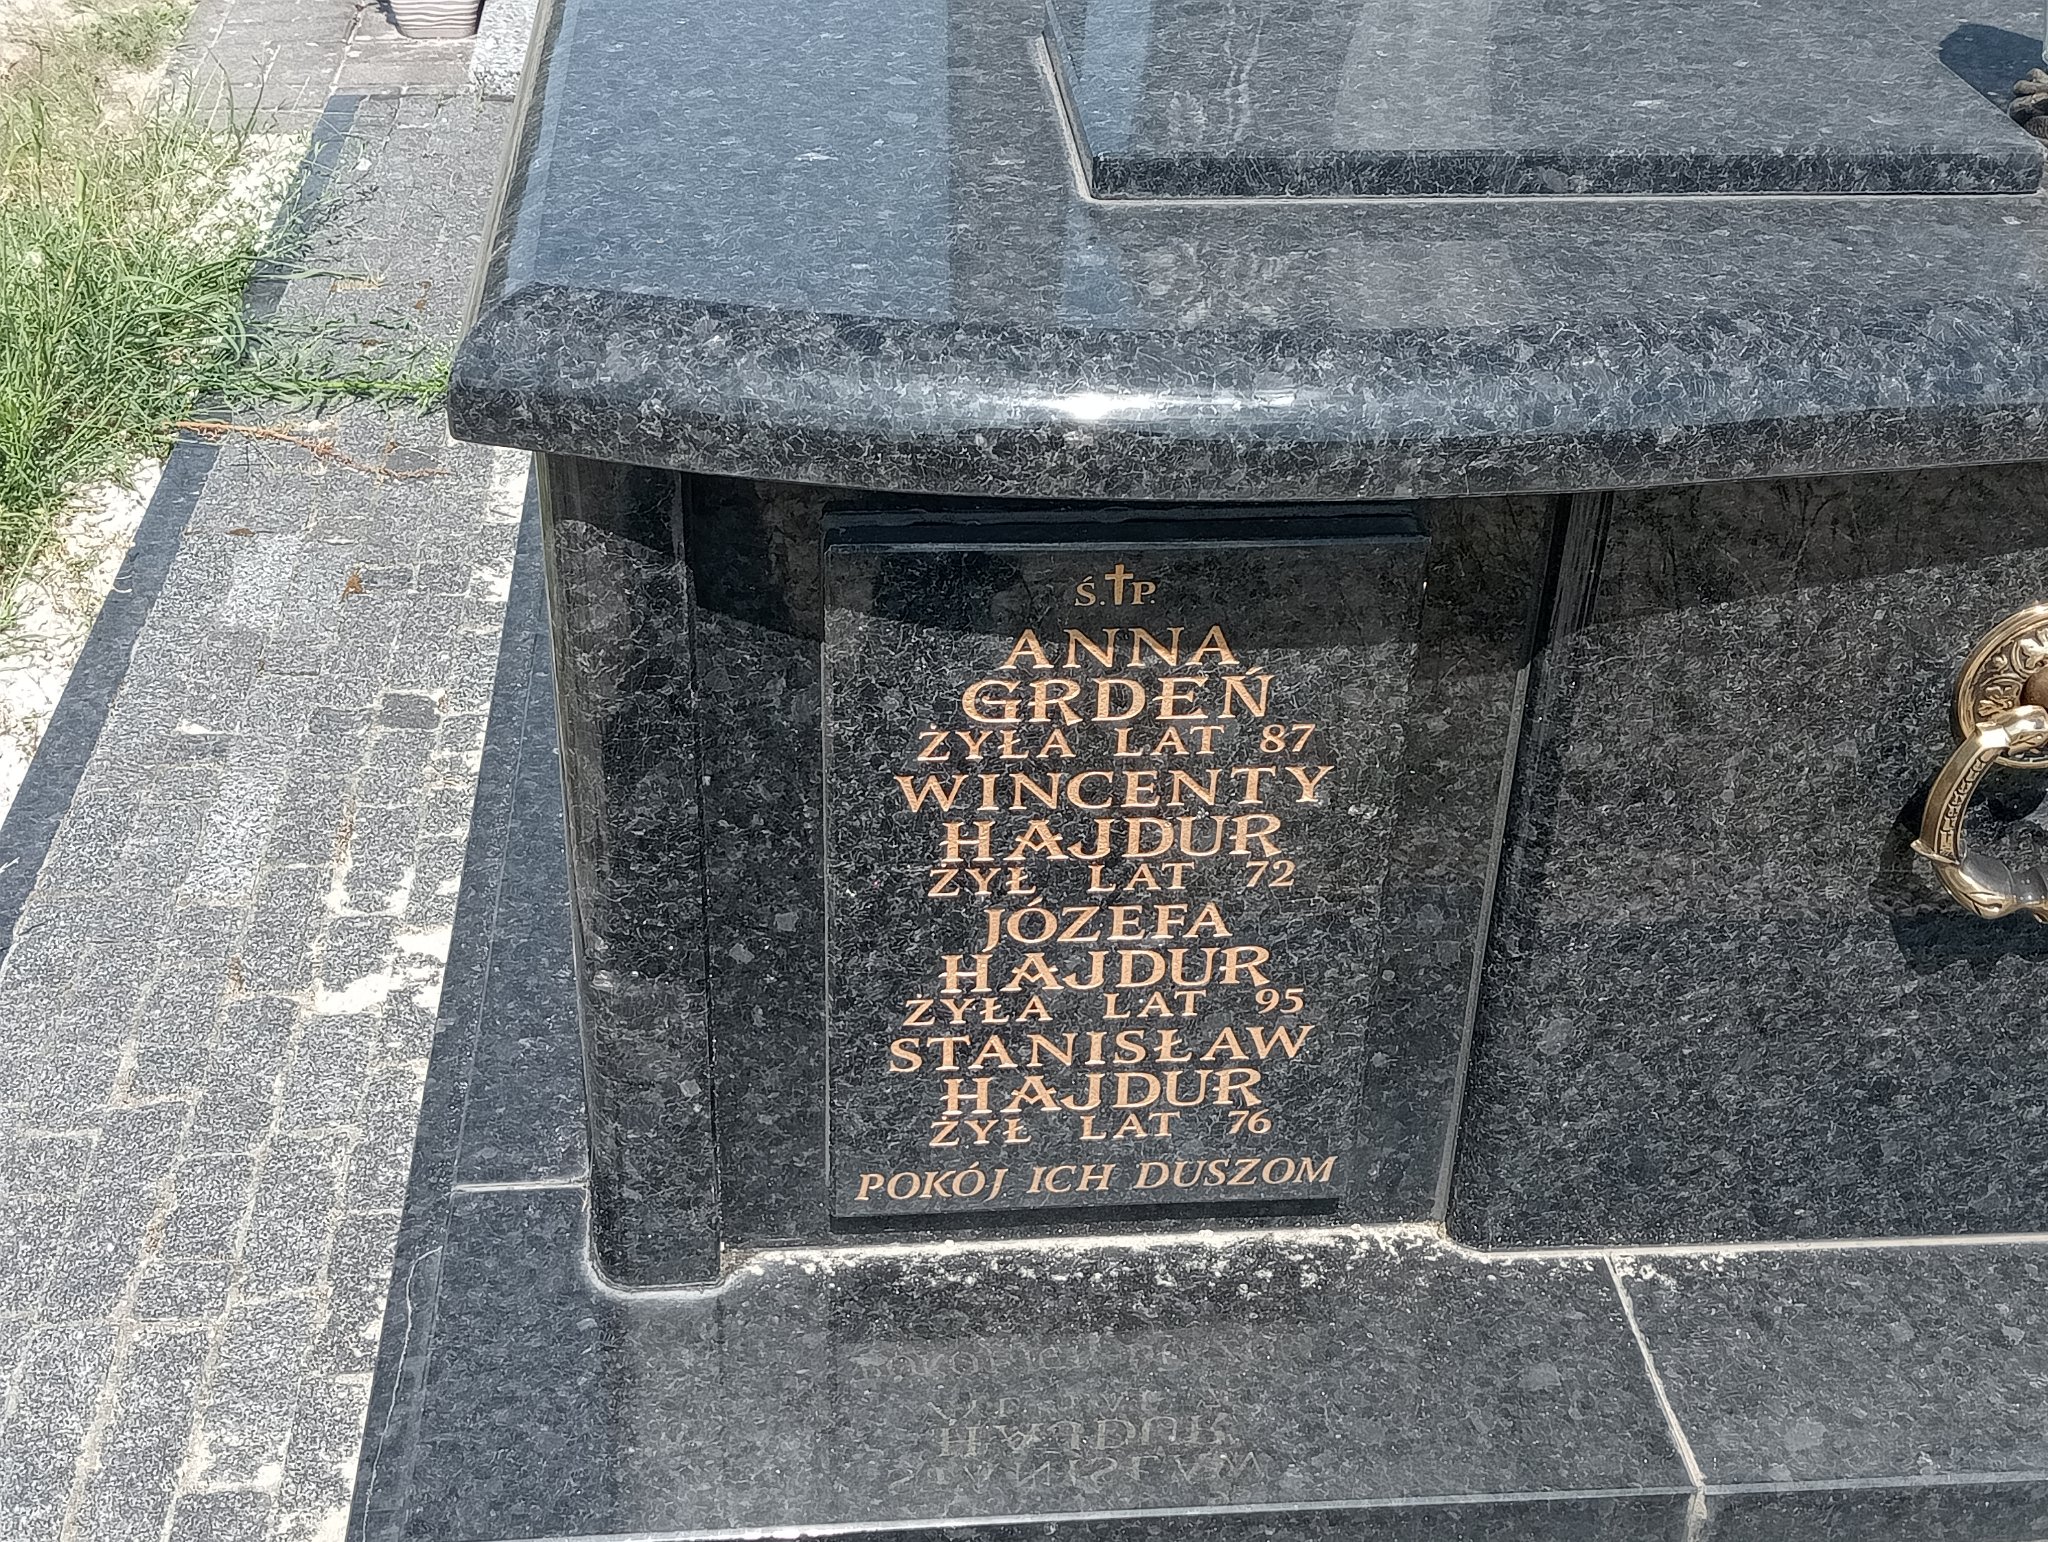 Ś.✝P.
ANNA
GRDEŃ
ŻYŁA LAT 87
WINCENTY
HAJDUR
ŻYŁ LAT 72
JÓZEFA
HAJDUR
ŻYŁA LAT 95
STANISŁAW
HAJDUR
ŻYŁ LAT 76
POKÓJ ICH DUSZOM